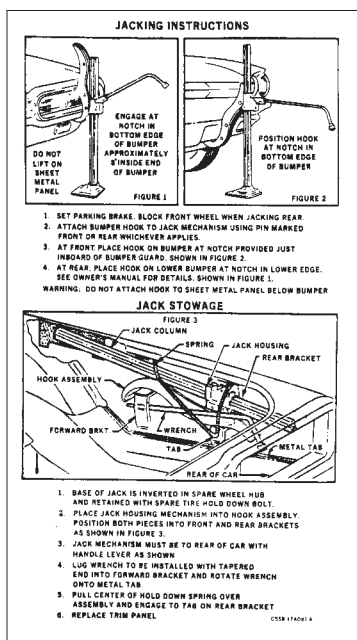 JACKING INSTRUCTIONS
DO NOT
LIFT ON
SHEET
METAL
PANEL
ENGAGE AT
NOTCH IN
BOTTOM EDGE
OF BUMPER
APPROXIMATELY
8" INSIDE END
OF BUMPER
FIGURE 1
POSITION HOOK
AT NOTCH IN
BOTTOM EDGE
OF BUMPER
FIGURE 2
1. SET PARKING BRAKE. BLOCK FRONT WHEEL WHEN JACKING REAR.
2. ATTACH BUMPER HOOK TO JACK MECHANISM USING PIN MARKED
FRONT OR REAR WHICHEVER APPLIES.
3. AT FRONT, PLACE HOOK ON BUMPER AT NOTCH PROVIDED JUST
INBOARD OF BUMPER GUARD. SHOWN IN FIGURE 2.
4. AT REAR. PLACE HOOK ON LOWER BUMPER AT NOTCH IN LOWER EDGE.
SEE OWNER'S MANUAL FOR DETAILS. SHOWN IN FIGURE 1.
WARNING: DO NOT ATTACH HOOK TO SHEET METAL PANEL BELOW BUMPER
JACK STOWAGE
FIGURE 3
JACK COLUMN
SPRING
JACK HOUSING
REAR BRACKET
HOOK ASSEMBLY
FORWARD BRKT.
WRENCH
TAB
METAL TAB
REAR OF CAR
1. BASE OF JACK IS INVERTED IN SPARE WHEEL HUB
AND RETAINED WITH SPARE TIRE HOLD DOWN BOLT.
2. PLACE JACK HOUSING MECHANISM INTO HOOK ASSEMBLY.
POSITION BOTH PIECES INTO FRONT AND REAR BRACKETS
AS SHOWN IN FIGURE 3.
3. JACK MECHANISM MUST BE TO REAR OF CAR WITH
HANDLE LEVER AS SHOWN
4. LUG WRENCH TO BE INSTALLED WITH TAPERED
END INTO FORWARD BRACKET AND ROTATE WRENCH
ONTO METAL TAB
5. PULL CENTER OF HOLD DOWN SPRING OVER
ASSEMBLY AND ENGAGE TO TAB ON REAR BRACKET
6. REPLACE TRIM PANEL